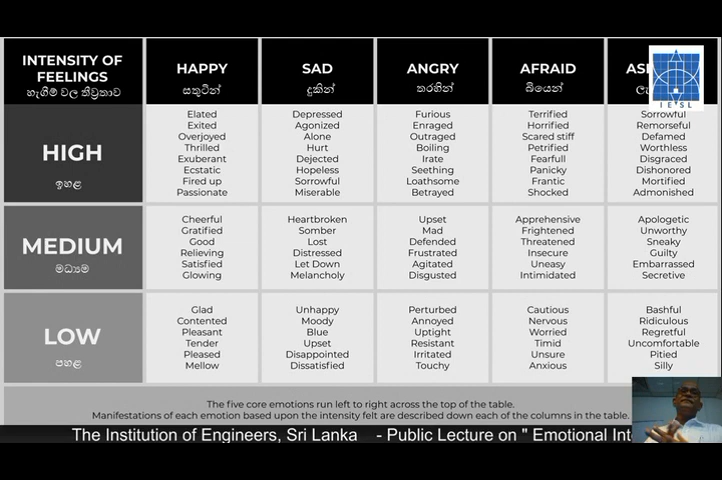 INTENSITY OF
FEELINGS
හැඟීම් වල තීව්‍රතාව
HAPPY
සතුටින්
SAD
දුකින්
ANGRY
තරහින්
AFRAID
බියෙන්
HIGH
ඉහළ
Elated
Exited
Overjoyed
Thrilled
Exuberant
Ecstatic
Fired up
Passionate
Depressed
Agonized
Alone
Hurt
Dejected
Hopeless
Sorrowful
Miserable
Furious
Enraged
Outraged
Boiling
Irate
Seething
Loathsome
Betrayed
Terrified
Horrified
Scared stiff
Petrified
Fearfull
Panicky
Frantic
Shocked
Sorrowful
Remorseful
Defamed
Worthless
Disgraced
Dishonored
Mortified
Admonished
MEDIUM
මධ්‍යම
Cheerful
Gratified
Good
Relieving
Satisfied
Glowing
Heartbroken
Somber
Lost
Distressed
Let Down
Melancholy
Upset
Mad
Defended
Frustrated
Agitated
Disgusted
Apprehensive
Frightened
Threatened
Insecure
Uneasy
Intimidated
Apologetic
Unworthy
Sneaky
Guilty
Embarrassed
Secretive
LOW
පහළ
Glad
Contented
Pleasant
Tender
Pleased
Mellow
Unhappy
Moody
Blue
Upset
Disappointed
Dissatisfied
Perturbed
Annoyed
Uptight
Resistant
Irritated
Touchy
Cautious
Nervous
Worried
Timid
Unsure
Anxious
Bashful
Ridiculous
Regretful
Uncomfortable
Pitied
Silly
The five core emotions run left to right across the top of the table.
Manifestations of each emotion based upon the intensity felt are described down each of the columns in the table.
IESL
The Institution of Engineers, Sri Lanka - Public Lecture on " Emotional Int